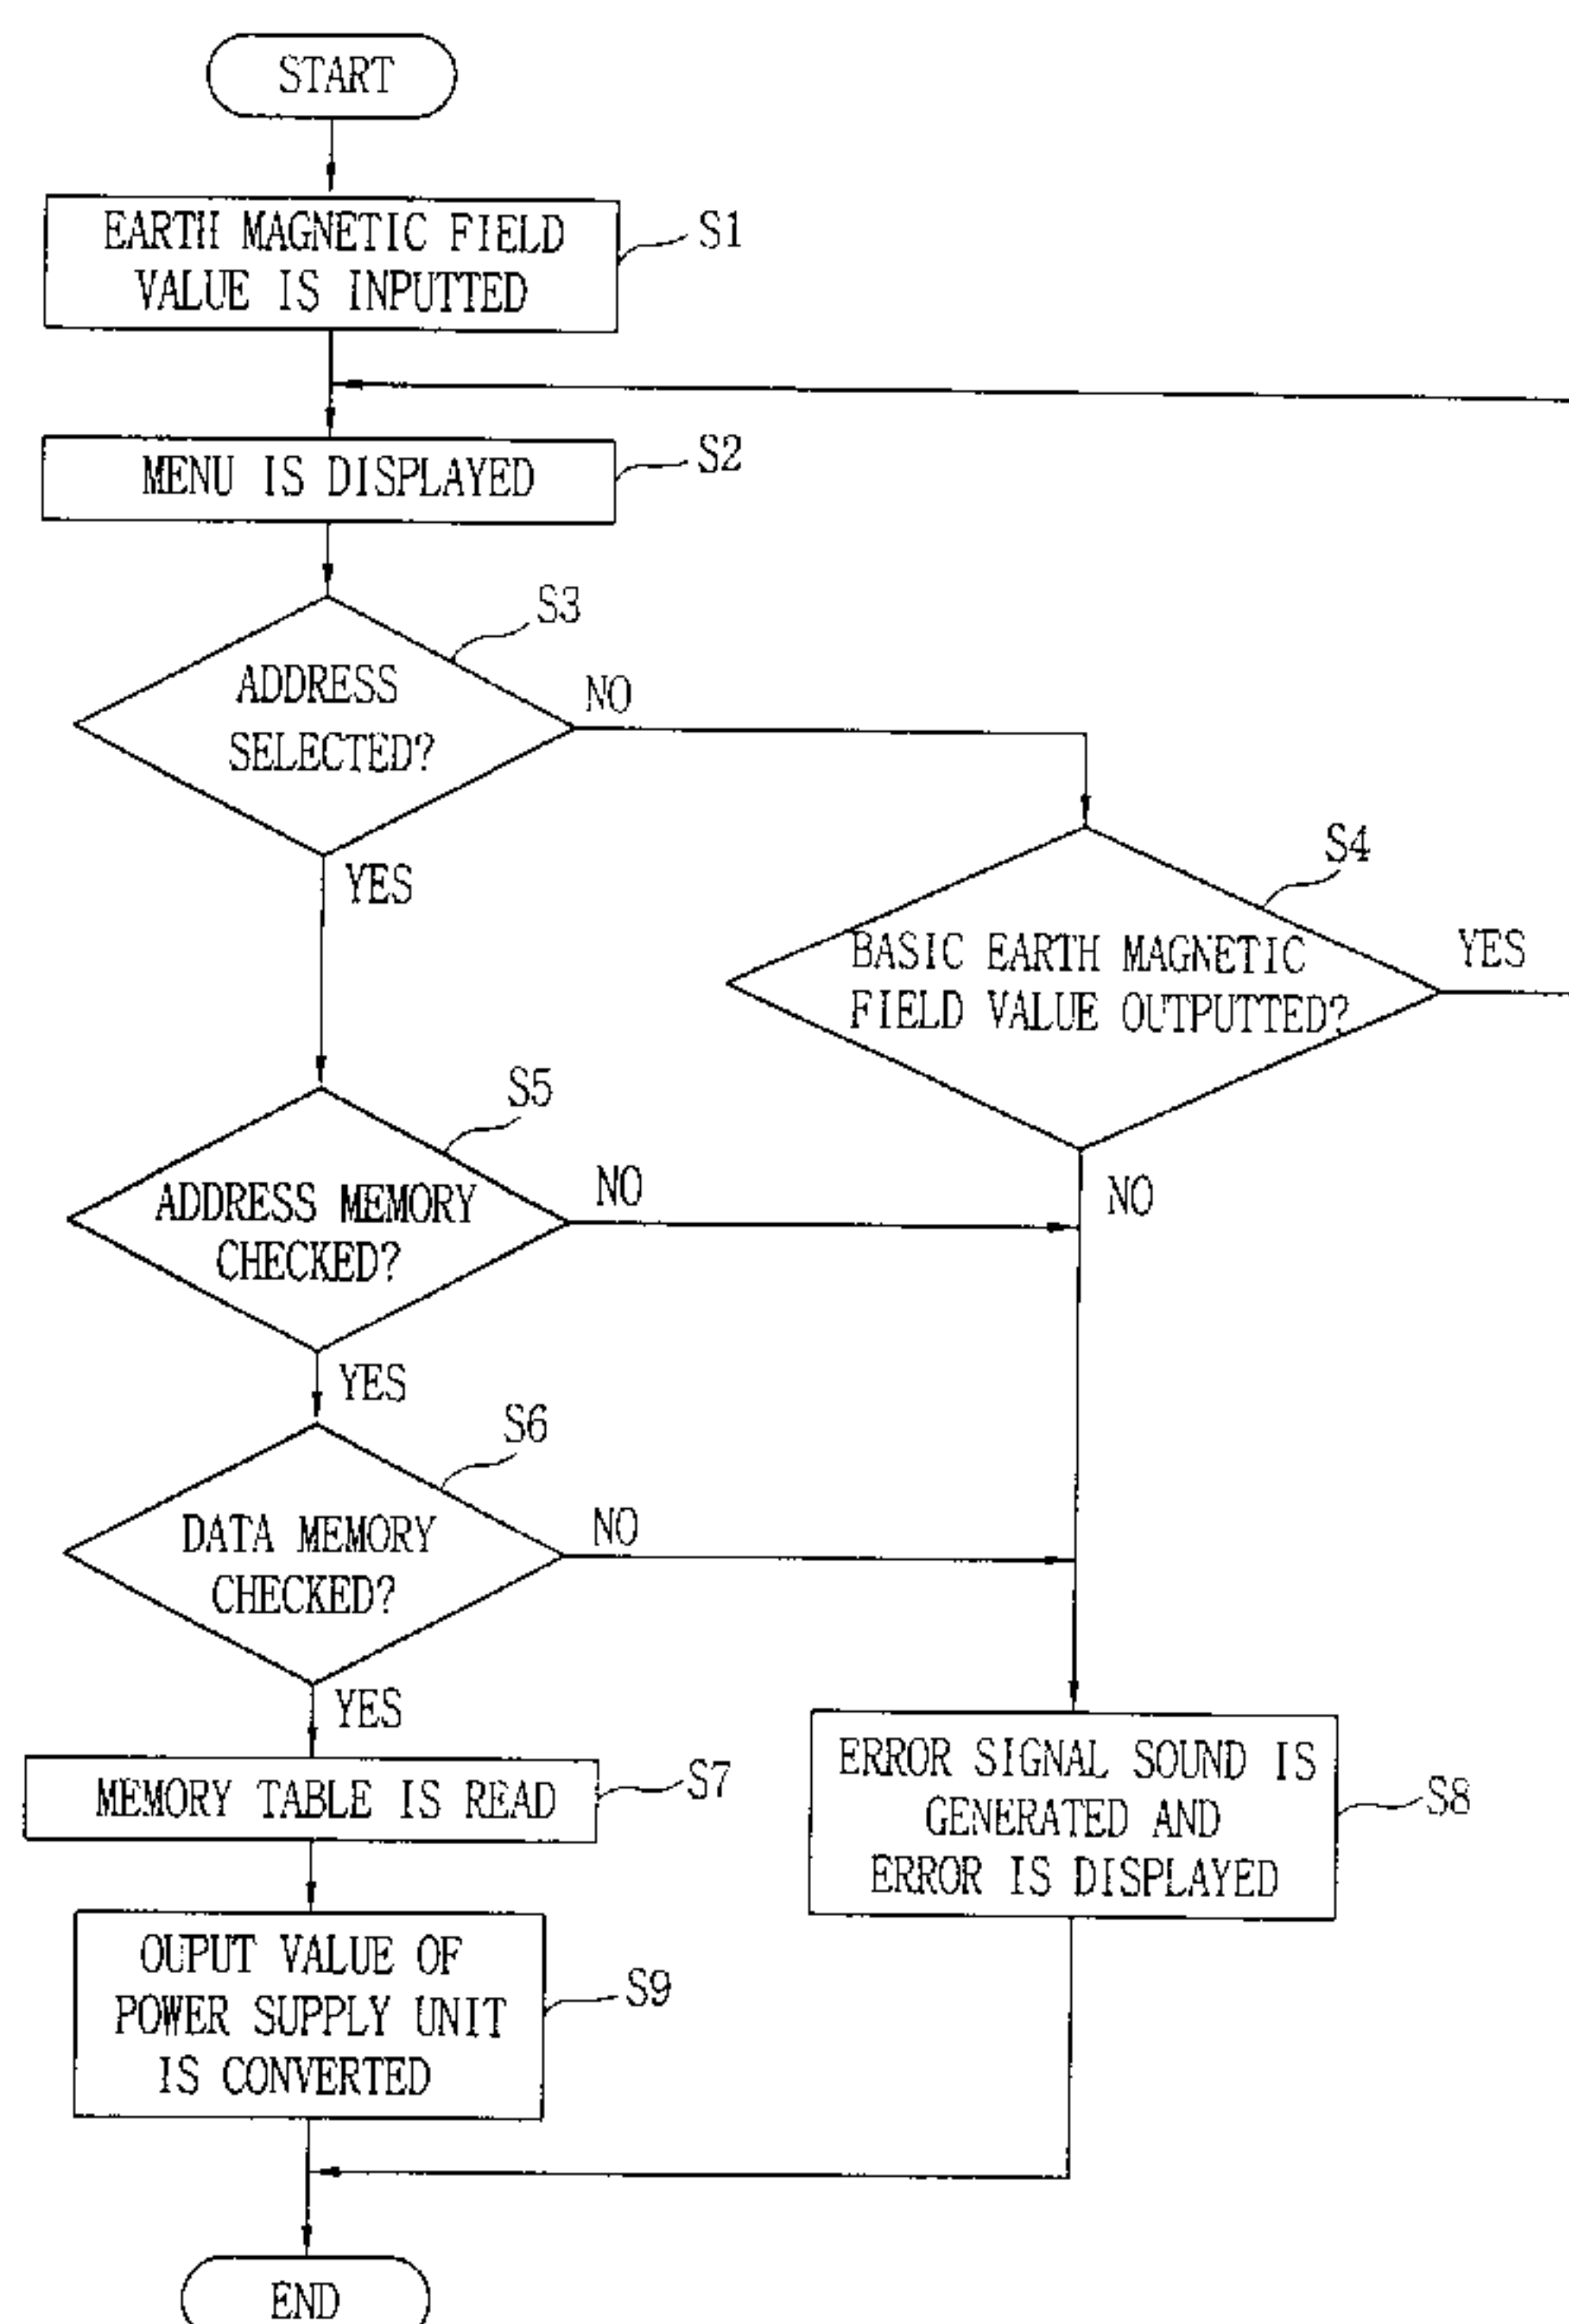 START
EARTH MAGNETIC FIELD
VALUE IS INPUTTED
S1
MENU IS DISPLAYED
S2
S3
ADDRESS
SELECTED?
NO
YES
S4
BASIC EARTH MAGNETIC
FIELD VALUE OUTPUTTED?
YES
NO
S5
ADDRESS MEMORY
CHECKED?
NO
YES
S6
DATA MEMORY
CHECKED?
NO
YES
MEMORY TABLE IS READ
S7
ERROR SIGNAL SOUND IS
GENERATED AND
ERROR IS DISPLAYED
S8
OUPUT VALUE OF
POWER SUPPLY UNIT
IS CONVERTED
S9
END